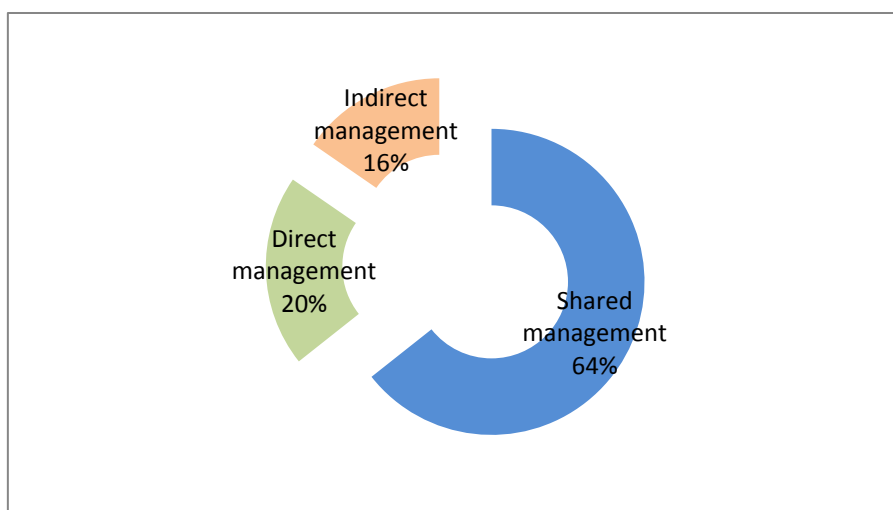 Indirect
management
16%
Direct
management
20%
Shared
management
64%